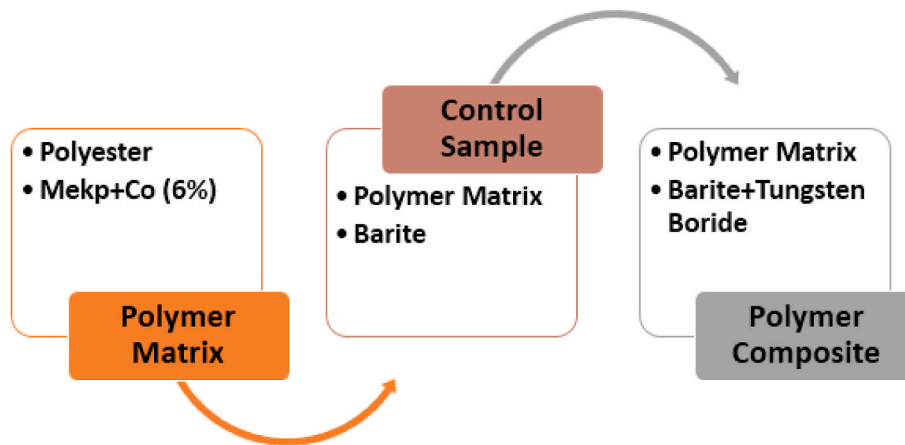 • Polyester
• Mekp+Co (6%)
Polymer
Matrix
Control
Sample
• Polymer Matrix
• Barite
• Polymer Matrix
• Barite+Tungsten
Boride
Polymer
Composite